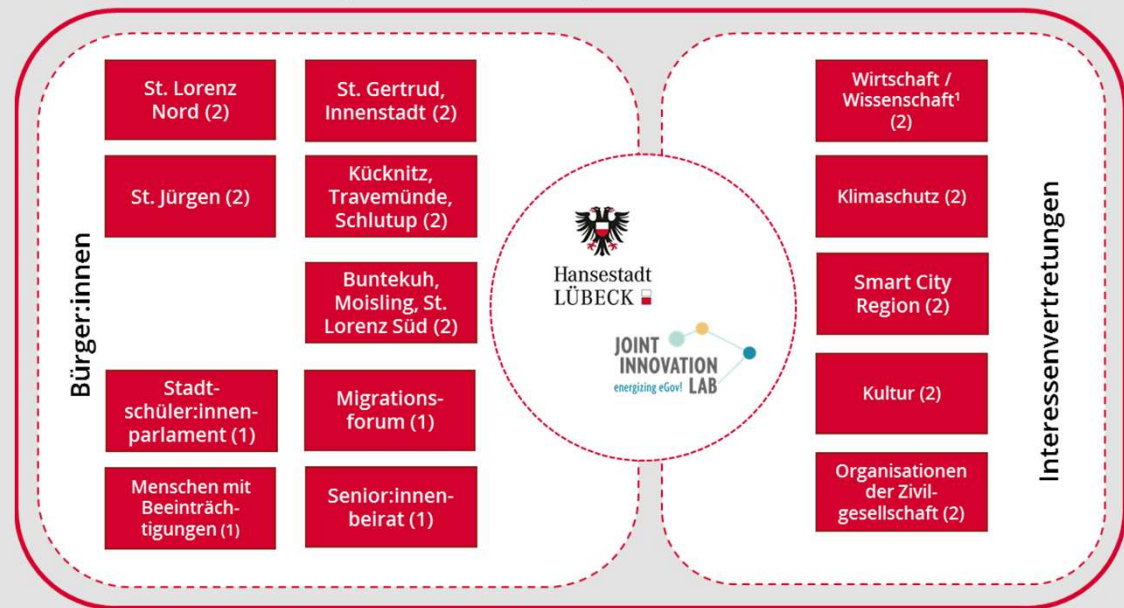 Bürger:innen
St. Lorenz
Nord (2)
St. Gertrud,
Innenstadt (2)
St. Jürgen (2)
Kücknitz,
Travemünde,
Schlutup (2)
Buntekuh,
Moisling, St.
Lorenz Süd (2)
Stadt-
schüler:innen-
parlament (1)
Migrations-
forum (1)
Menschen mit
Beeinträch-
tigungen (1)
Senior:innen-
beirat (1)
Hansestadt
LÜBECK
JOINT
INNOVATION
energizing eGov! LAB
Wirtschaft /
Wissenschaft¹
(2)
Klimaschutz (2)
Smart City
Region (2)
Kultur (2)
Organisationen
der Zivil-
gesellschaft (2)
Interessenvertretungen